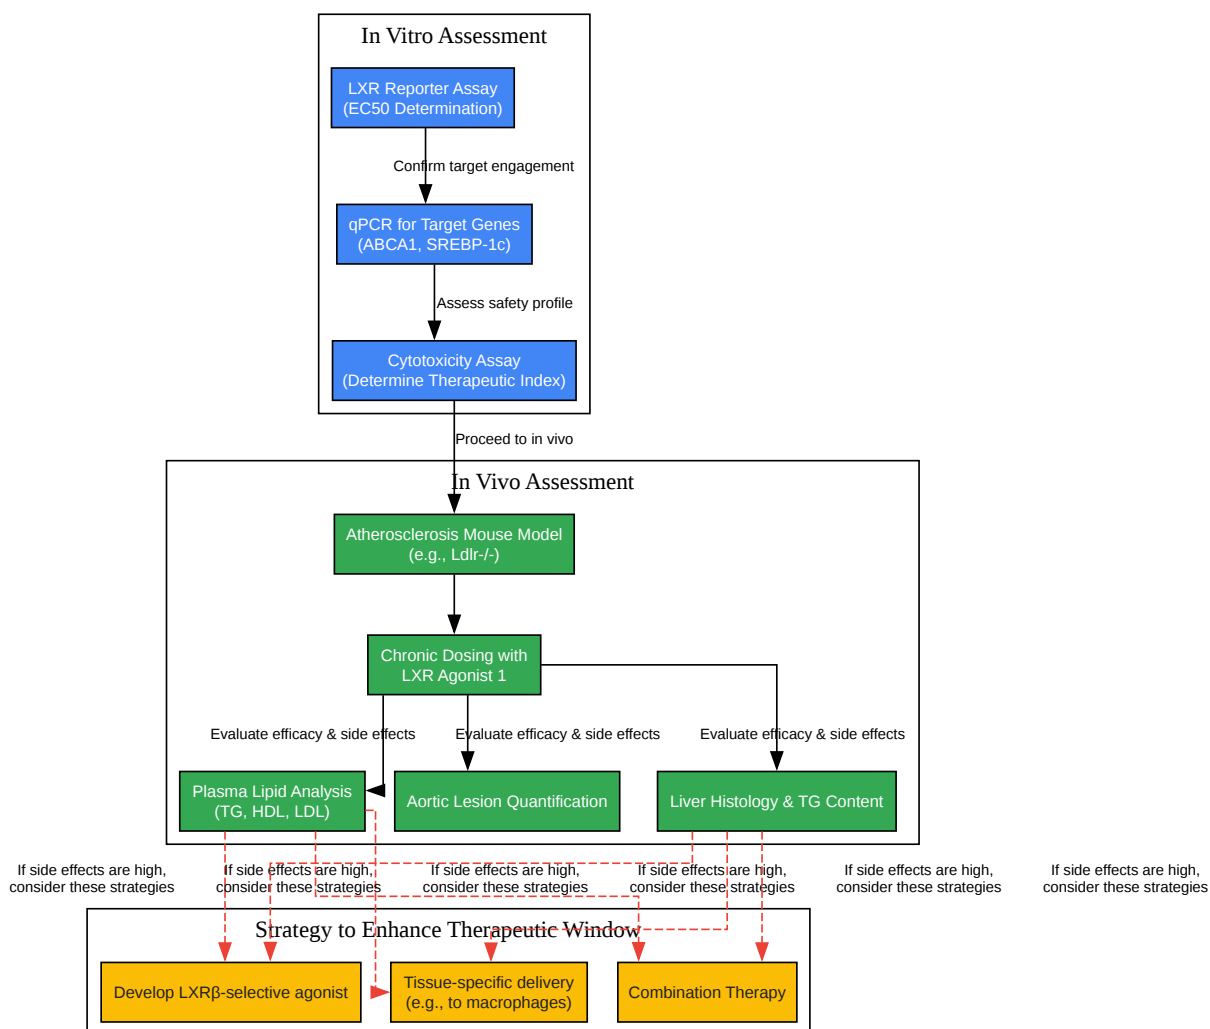 In Vitro Assessment
LXR Reporter Assay
(EC50 Determination)
Confirm target engagement
qPCR for Target Genes
(ABCA1, SREBP-1c)
Assess safety profile
Cytotoxicity Assay
(Determine Therapeutic Index)
Proceed to in vivo
In Vivo Assessment
Atherosclerosis Mouse Model
(e.g., Ldlr-/-)
Chronic Dosing with
LXR Agonist 1
Evaluate efficacy & side effects
Evaluate efficacy & side effects
Evaluate efficacy & side effects
Plasma Lipid Analysis
(TG, HDL, LDL)
Aortic Lesion Quantification
Liver Histology & TG Content
If side effects are high,
consider these strategies
If side effects are high,
consider these strategies
If side effects are high,
consider these strategies
If side effects are high,
consider these strategies
If side effects are high,
consider these strategies
If side effects are high,
consider these strategies
Strategy to Enhance Therapeutic Window
Develop LXRβ-selective agonist
Tissue-specific delivery
(e.g., to macrophages)
Combination Therapy